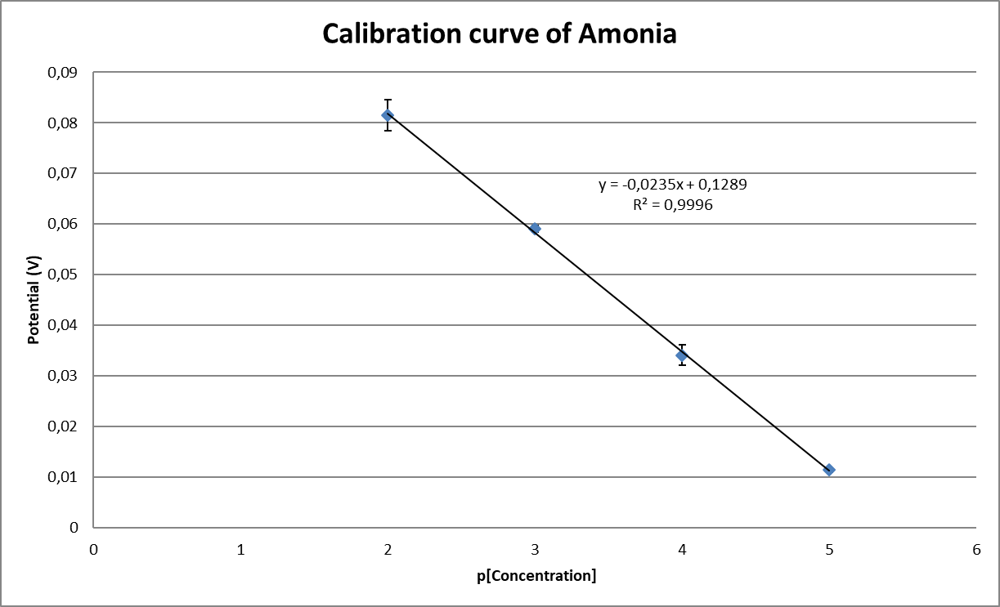 Calibration curve of Amonia
0,09
0,08
0,07
y = -0,0235x + 0,1289
R² = 0,9996
0,06
0,05
Potential (V)
0,04
0,03
0,02
0,01
0
0 1 2 3 4 5 6
p[Concentration]